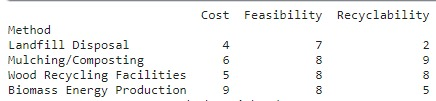 Cost Feasibility Recyclability
Method
Landfill Disposal 4 7 2
Mulching/Composting 6 8 9
Wood Recycling Facilities 5 8 8
Biomass Energy Production 9 8 5